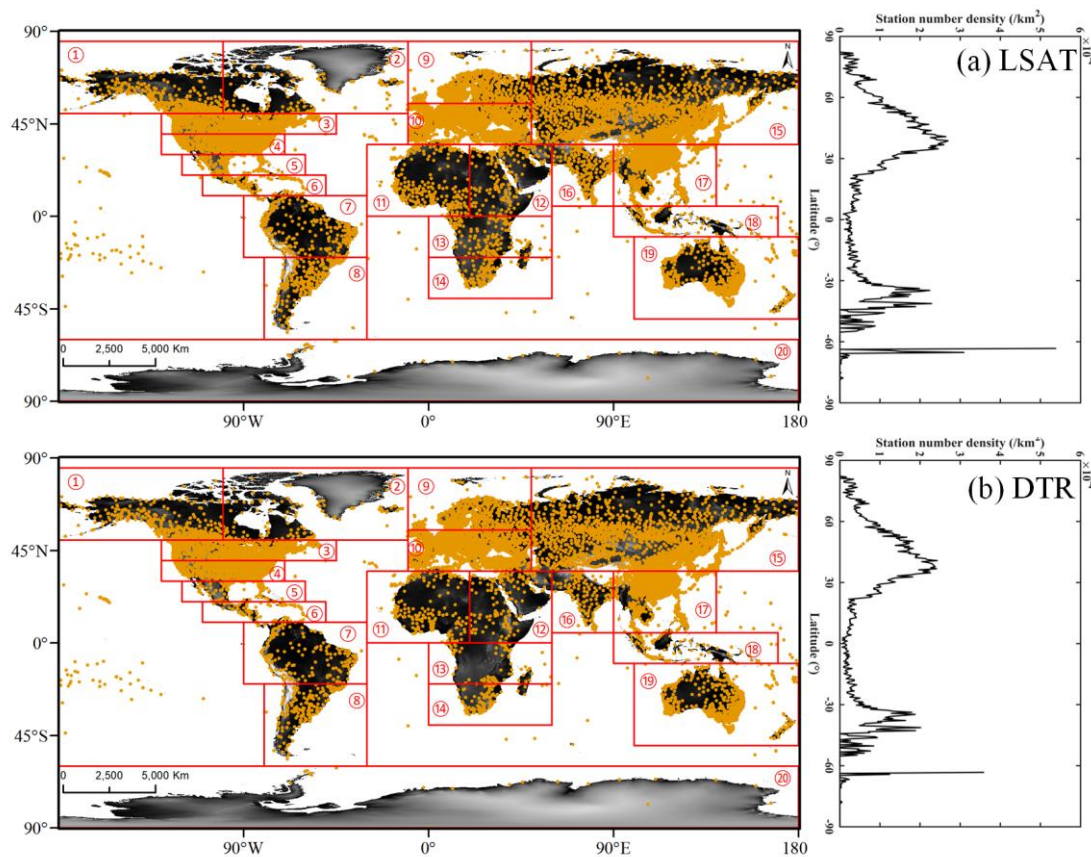 Station number density (/km²)
0 1 2 3 4 5 6
×10⁻⁴
90° 45°N 0° 45°S 90°
① ② ③ ④ ⑤ ⑥ ⑦ ⑧ ⑨ ⑩ ⑪ ⑫ ⑬ ⑭ ⑮ ⑯ ⑰ ⑱ ⑲ ⑳
N
0 2,500 5,000 Km
90°W 0° 90°E 180
(a) LSAT
Latitude (°)
90 60 30 0 -30 -60 -90
Station number density (/km²)
0 1 2 3 4 5 6
90° 45°N 0° 45°S 90°
① ② ③ ④ ⑤ ⑥ ⑦ ⑧ ⑨ ⑩ ⑪ ⑫ ⑬ ⑭ ⑮ ⑯ ⑰ ⑱ ⑲ ⑳
N
0 2,500 5,000 Km
90°W 0° 90°E 180
(b) DTR
Latitude (°)
90 60 30 0 -30 -60 -90